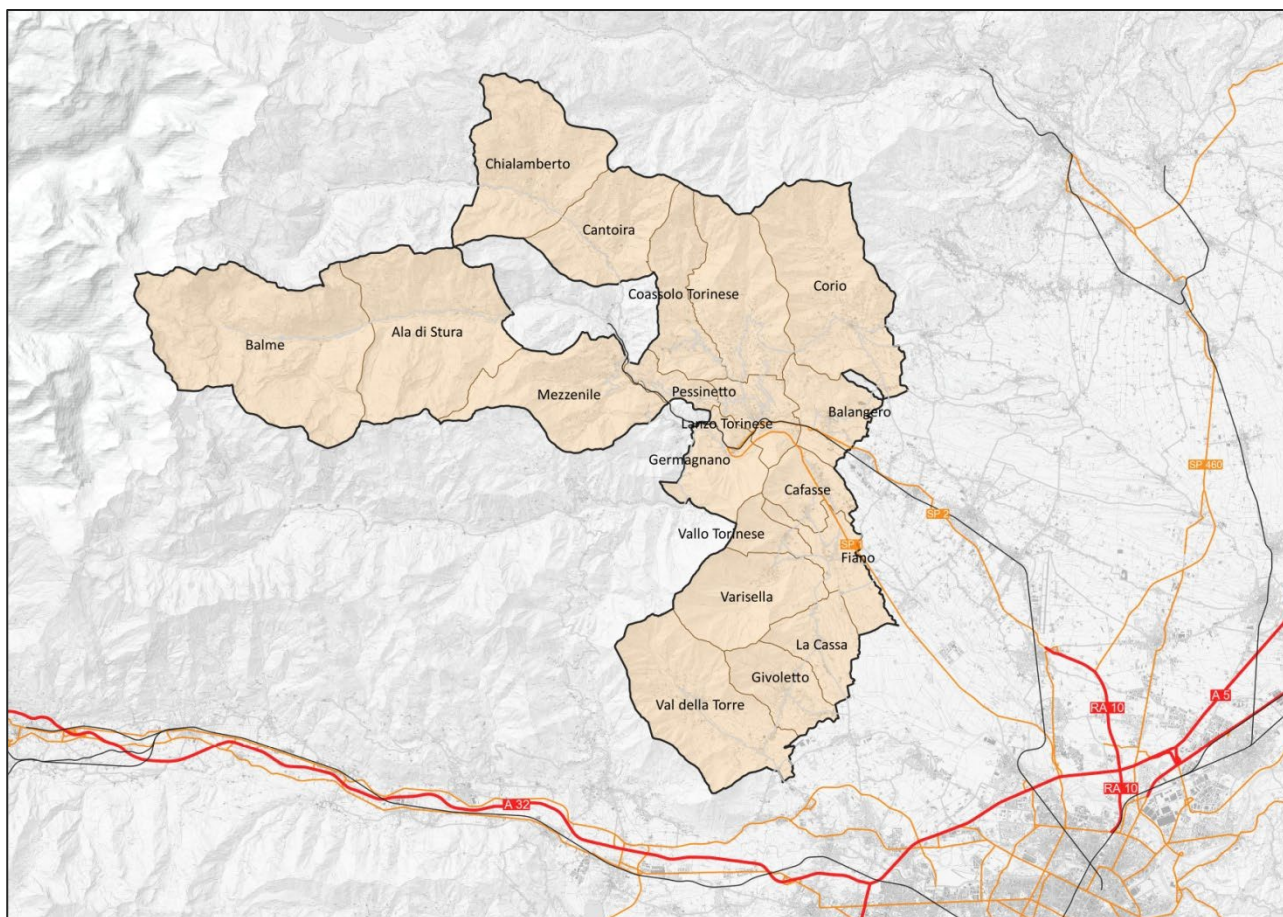 Chialamberto
Cantoira
Coassolo Torinese
Corio
Ala di Stura
Balme
Mezzenile
Pessinetto
Balangero
Lanzo Torinese
Germagnano
SP 460
Cafasse
SP 2
Vallo Torinese
SP 1
Fiano
Varisella
La Cassa
Givoletto
A 5
Val della Torre
RA 10
RA 10
A 32